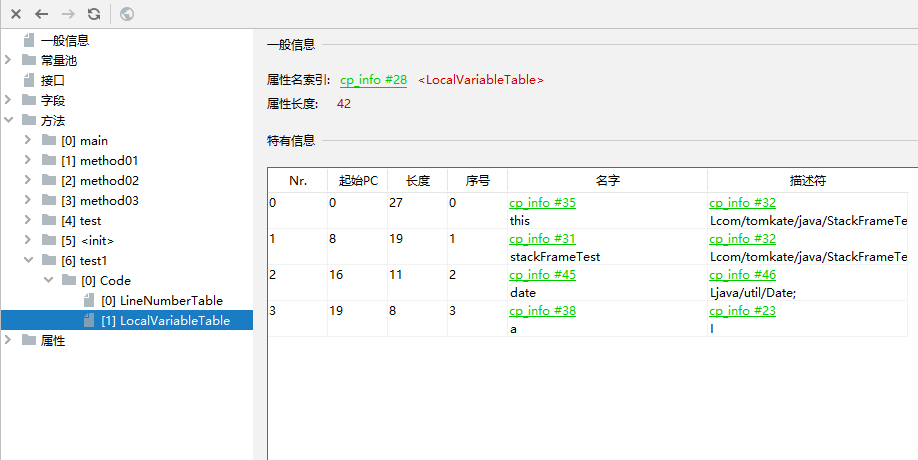 一般信息
常量池
接口
字段
方法
[0] main
[1] method01
[2] method02
[3] method03
[4] test
[5] <init>
[6] test1
[0] Code
[0] LineNumberTable
[1] LocalVariableTable
属性
一般信息
属性名索引: cp_info #28 <LocalVariableTable>
属性长度: 42
特有信息
Nr. 起始PC 长度 序号 名字 描述符
0 0 27 0 cp_info #35 cp_info #32
this Lcom/tomkate/java/StackFrameTe
1 8 19 1 cp_info #31 cp_info #32
stackFrameTest Lcom/tomkate/java/StackFrameTe
2 16 11 2 cp_info #45 cp_info #46
date Ljava/util/Date;
3 19 8 3 cp_info #38 cp_info #23
a I